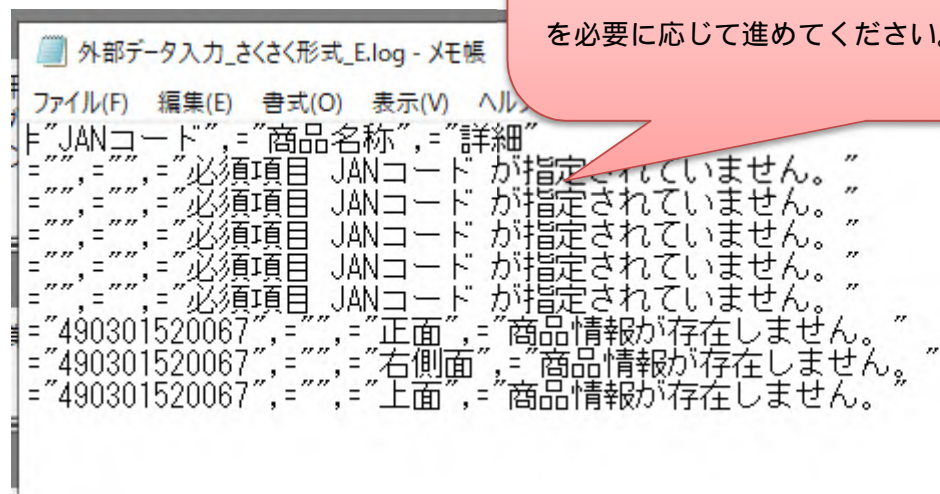 を必要に応じて進めてください。
外部データ入力_さくさく形式_E.log - メモ帳
ファイル(F) 編集(E) 書式(O) 表示(V)
="JANコード",="商品名称",="詳細"
="",="",="必須項目 JANコード が指定されていません。"
="",="",="必須項目 JANコード が指定されていません。"
="",="",="必須項目 JANコード が指定されていません。"
="",="",="必須項目 JANコード が指定されていません。"
="",="",="必須項目 JANコード が指定されていません。"
="490301520067",="",="正面",="商品情報が存在しません。"
="490301520067",="",="右側面",="商品情報が存在しません。"
="490301520067",="",="上面",="商品情報が存在しません。"